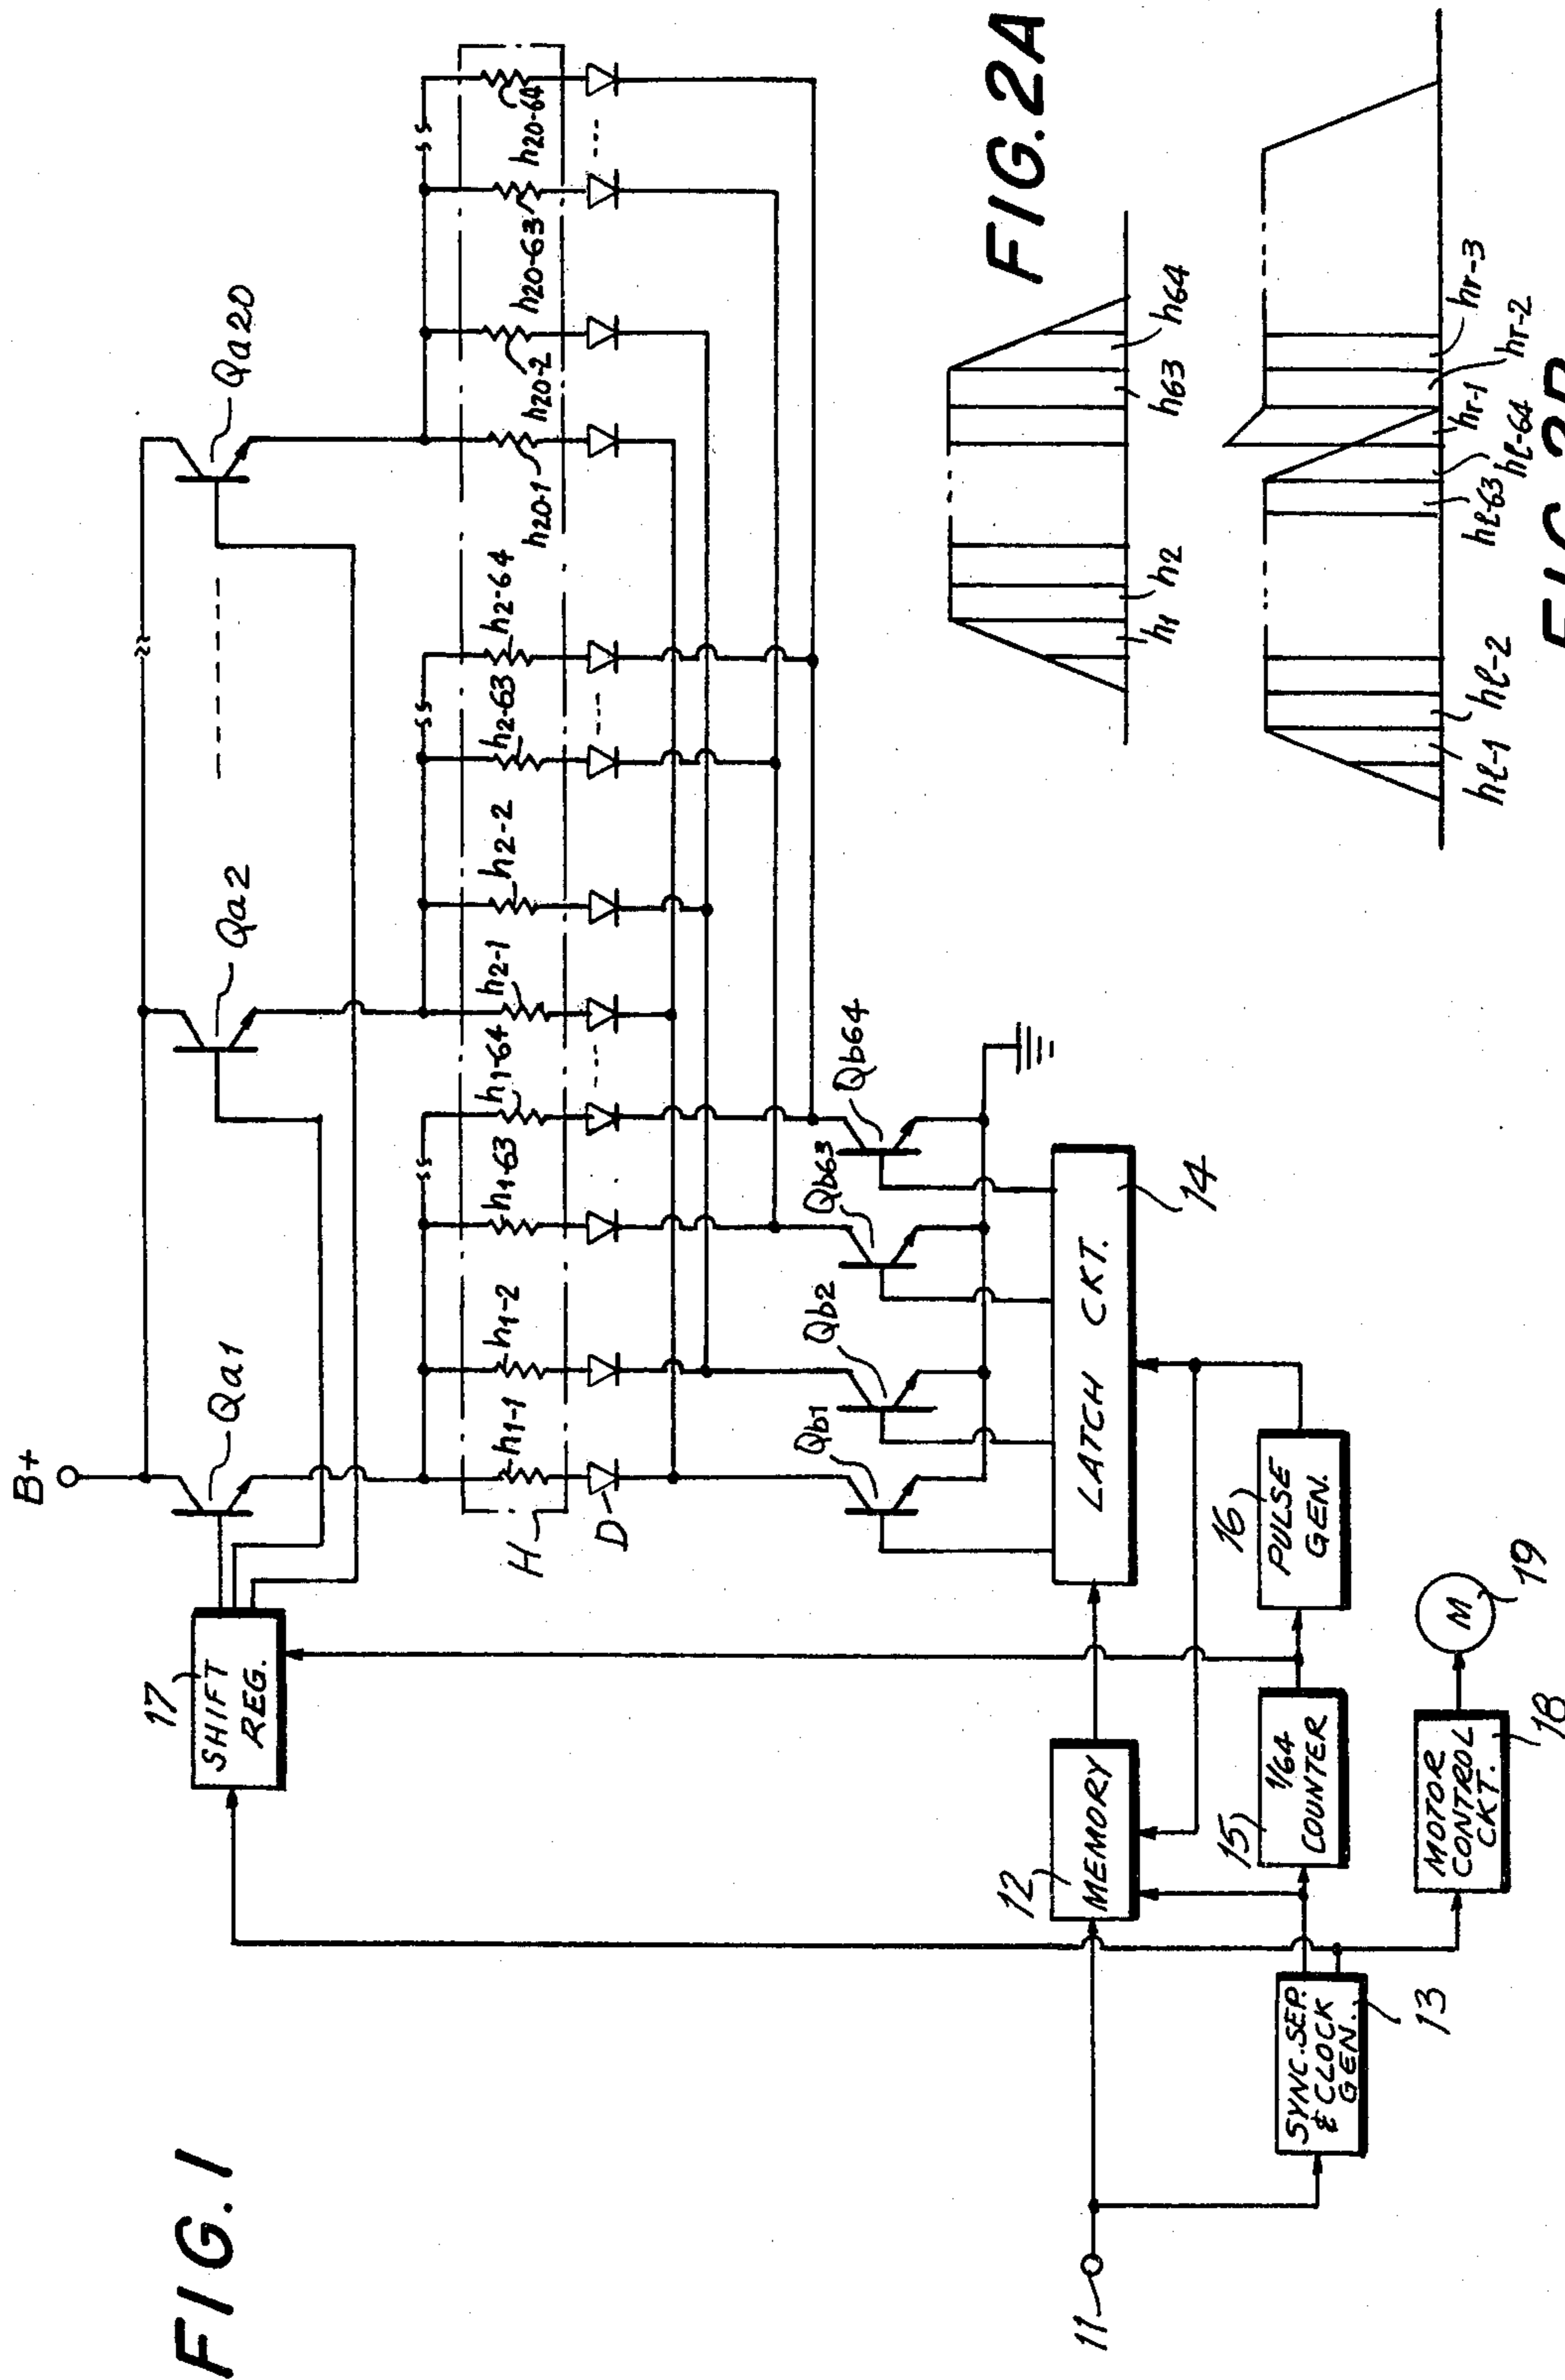 FIG.1
B+
Qa1
Qa2
Qa20
17
SHIFT
REG.
h1-1
h1-2
h1-63
h1-64
h2-1
h2-2
h2-63
h2-64
h20-1
h20-2
h20-63
h20-64
H
D
Qb1
Qb2
Qb63
Qb64
11
12
MEMORY
LATCH CKT.
14
SYNC.SEP.
& CLOCK
GEN.
13
15
1/64
COUNTER
16
PULSE
GEN.
MOTOR
CONTROL
CKT.
18
M
19
FIG.2A
h1
h2
h63
h64
hl-1
hl-2
hl-63
hl-64
hr-1
hr-2
hr-3